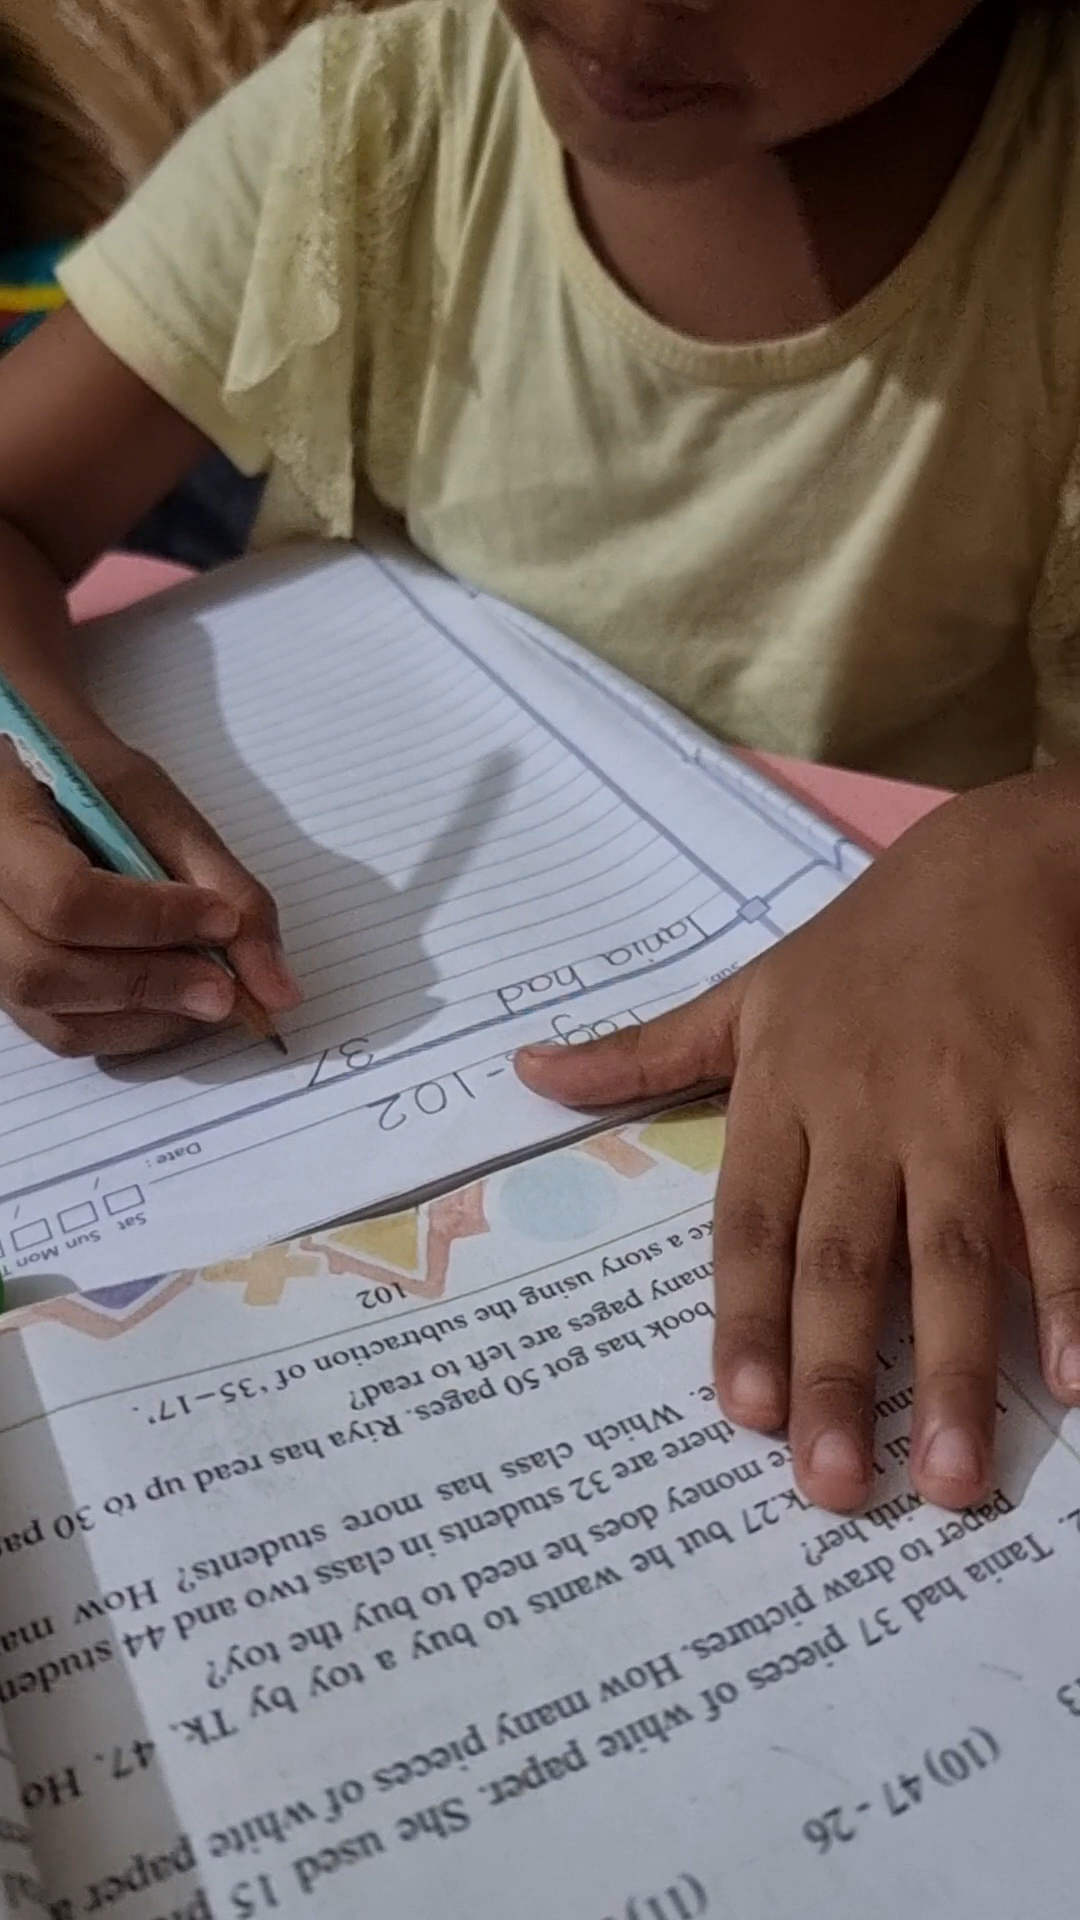 Page-102
Tania had 37
Date :
Sat Sun Mon
(11)
(10) 47 - 26
Tania had 37 pieces of white paper. She used 15
paper to draw pictures. How many pieces of white paper
with her?
27 but he wants to buy a toy by Tk. 47. Ho
money does he need to buy the toy?
there are 32 students in class two and 44 studen
Which class has more students? How ma
book has got 50 pages. Riya has read up to 30 pa
many pages are left to read?
a story using the subtraction of '35-17'.
102